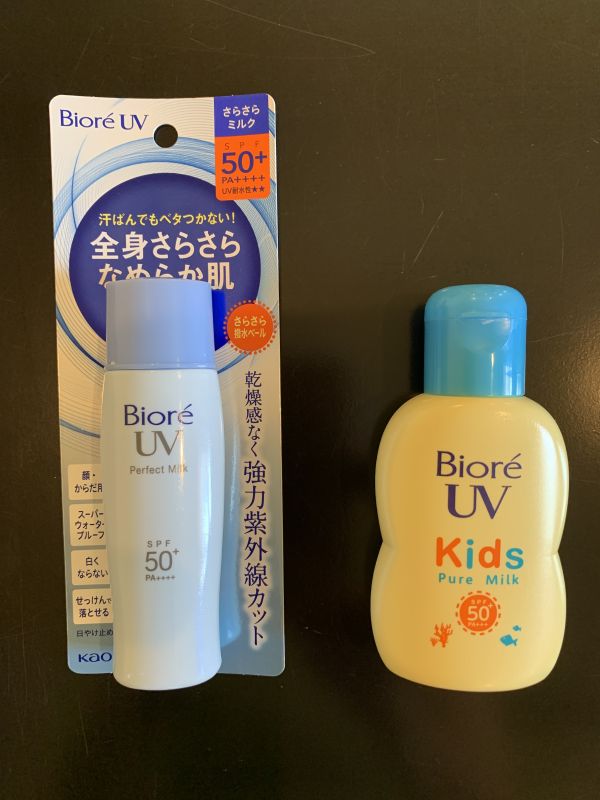 Bioré UV
さらさら
ミルク
SPF
50+
PA++++
UV耐水性★★
汗ばんでもベタつかない!
全身さらさら
なめらか肌
さらさら
撥水ベール
乾燥感なく強力紫外線カット
Bioré
UV
Perfect Milk
SPF
50+
PA++++
顔・
からだ用
スーパー
ウォーター
プルーフ
白く
ならない
せっけんで
落とせる
日やけ止め
Kao
Bioré
UV
Kids
Pure Milk
SPF
50+
PA+++